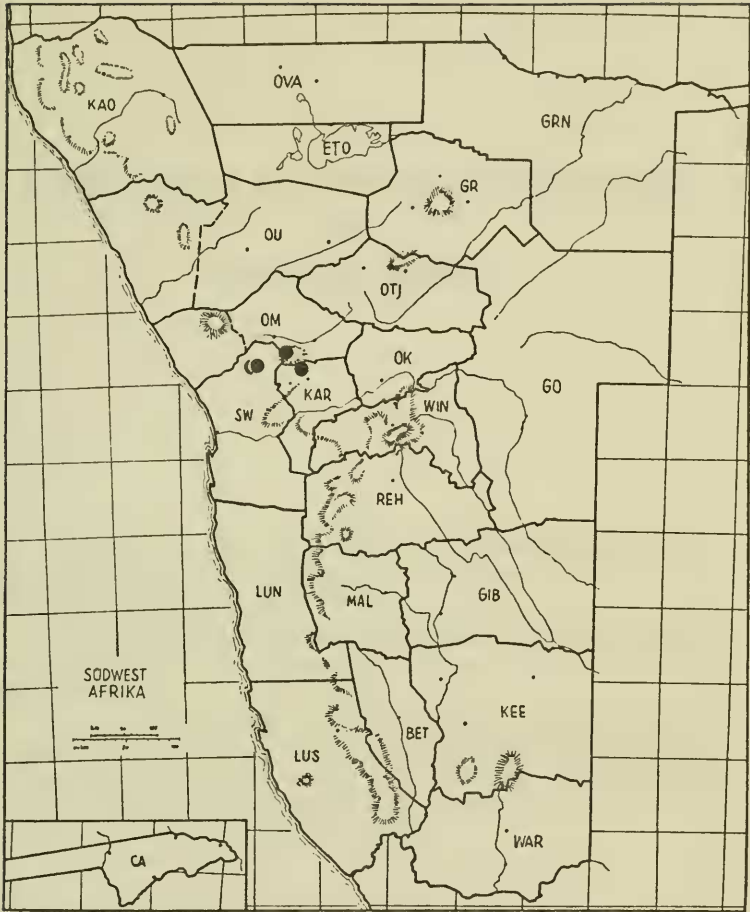 KAO
OVA
ETO
GRN
GR
OU
OTJ
OM
OK
KAR
SW
WIN
GO
REH
LUN
MAL
GIB
SÜDWEST
AFRIKA
BET
KEE
LUS
WAR
CA